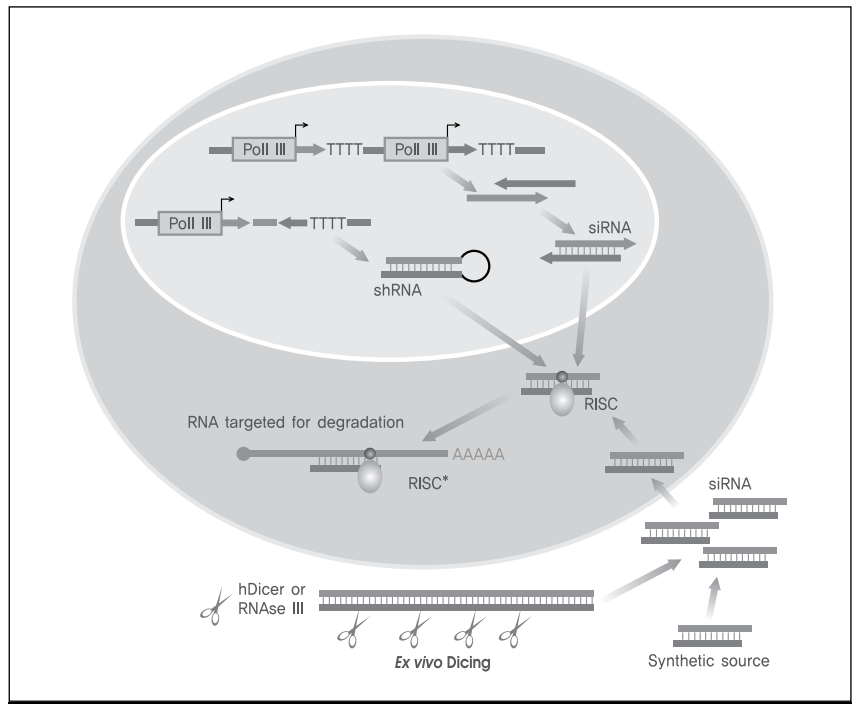 Pol III
TTTT
Pol III
TTTT
Pol III
TTTT
siRNA
shRNA
RISC
RNA targeted for degradation
AAAAA
RISC*
siRNA
hDicer or
RNAse III
Ex vivo Dicing
Synthetic source